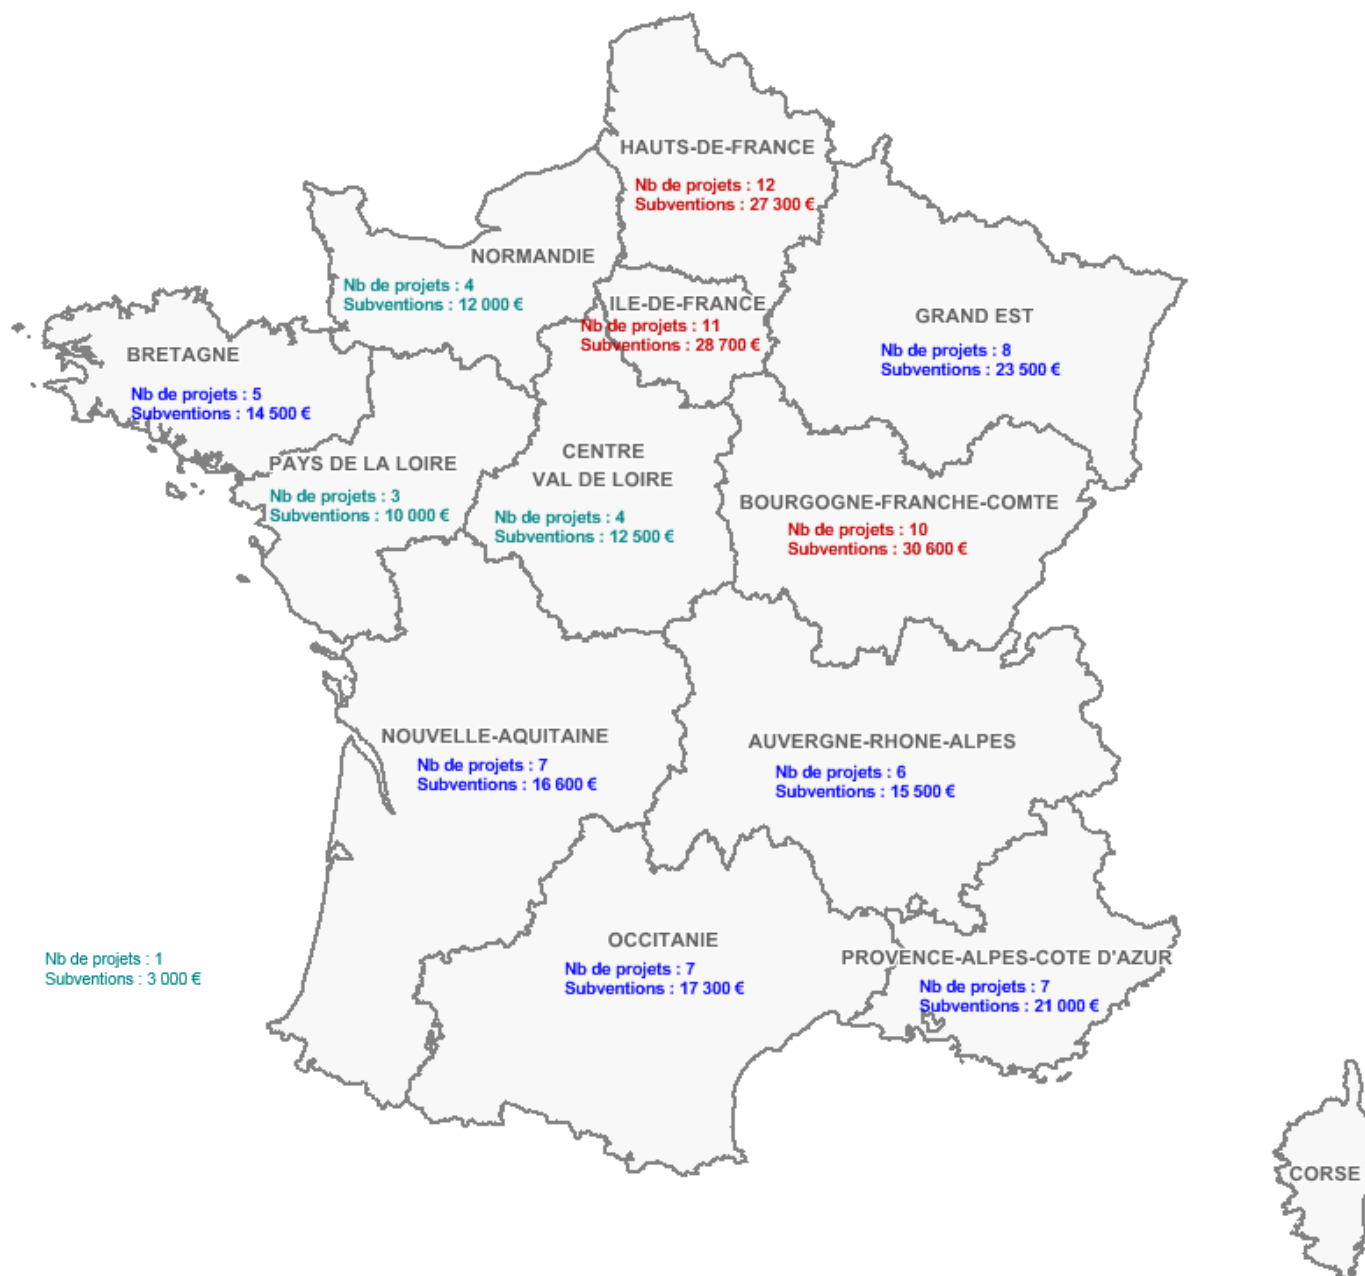 HAUTS-DE-FRANCE
Nb de projets : 12
Subventions : 27 300 €
NORMANDIE
Nb de projets : 4
Subventions : 12 000 €
ILE-DE-FRANCE
Nb de projets : 11
Subventions : 28 700 €
GRAND EST
Nb de projets : 8
Subventions : 23 500 €
BRETAGNE
Nb de projets : 5
Subventions : 14 500 €
PAYS DE LA LOIRE
Nb de projets : 3
Subventions : 10 000 €
CENTRE
VAL DE LOIRE
Nb de projets : 4
Subventions : 12 500 €
BOURGOGNE-FRANCHE-COMTE
Nb de projets : 10
Subventions : 30 600 €
NOUVELLE-AQUITAINE
Nb de projets : 7
Subventions : 16 600 €
AUVERGNE-RHONE-ALPES
Nb de projets : 6
Subventions : 15 500 €
Nb de projets : 1
Subventions : 3 000 €
OCCITANIE
Nb de projets : 7
Subventions : 17 300 €
PROVENCE-ALPES-COTE D'AZUR
Nb de projets : 7
Subventions : 21 000 €
CORSE